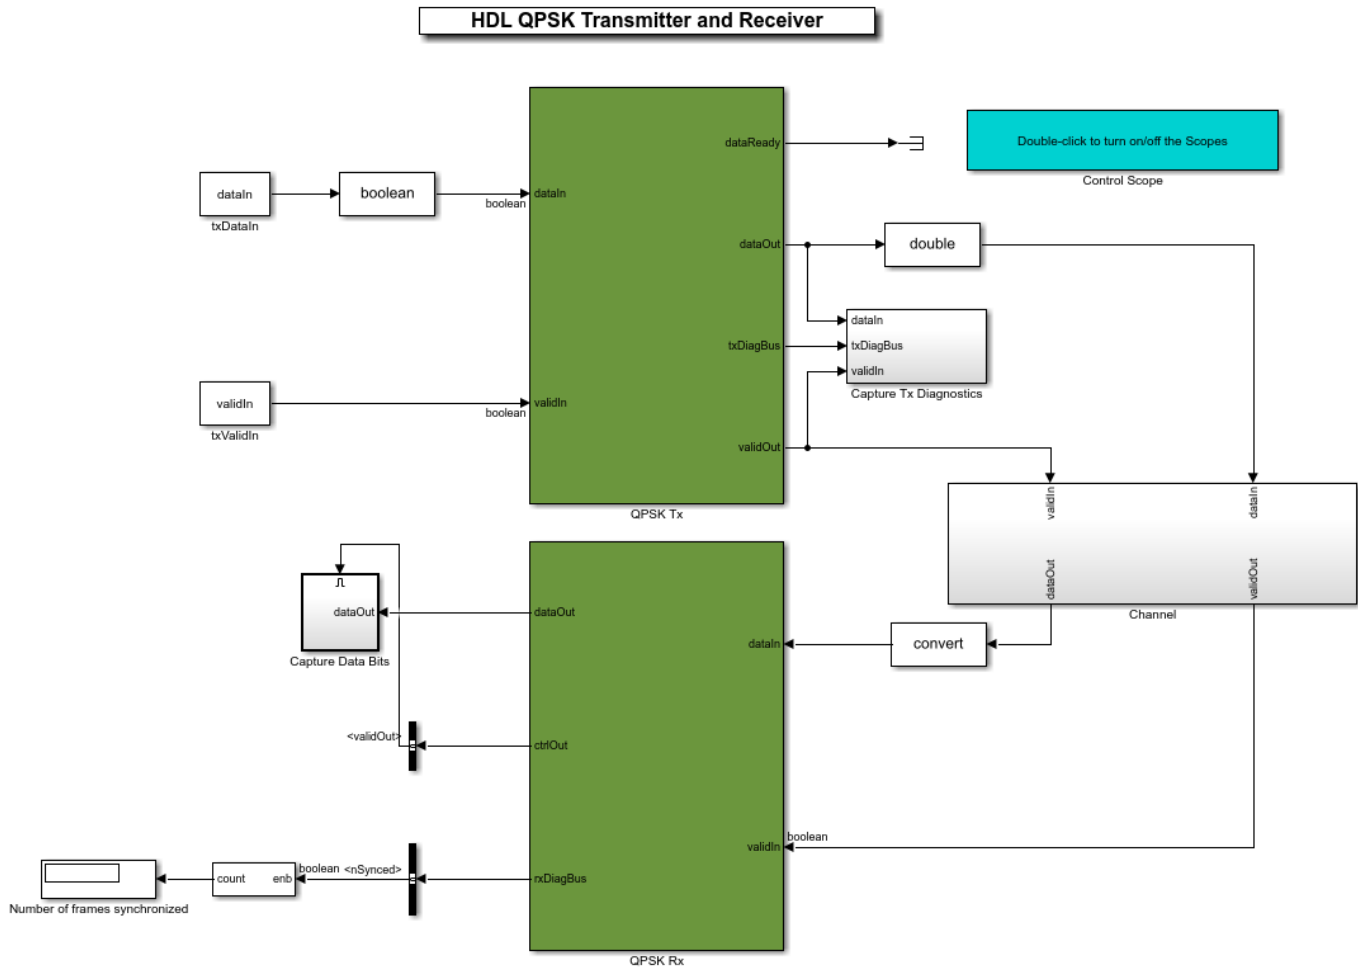 HDL QPSK Transmitter and Receiver
dataReady
Double-click to turn on/off the Scopes
Control Scope
dataIn
txDataIn
boolean
boolean
dataIn
dataOut
double
dataIn
txDiagBus
txDiagBus
validIn
Capture Tx Diagnostics
validIn
txValidIn
boolean
validIn
validOut
QPSK Tx
validIn
dataIn
dataOut
validOut
Channel
dataOut
Capture Data Bits
dataOut
dataIn
convert
<validOut>
ctrlOut
boolean
validIn
count
enb
boolean
<nSynced>
rxDiagBus
Number of frames synchronized
QPSK Rx